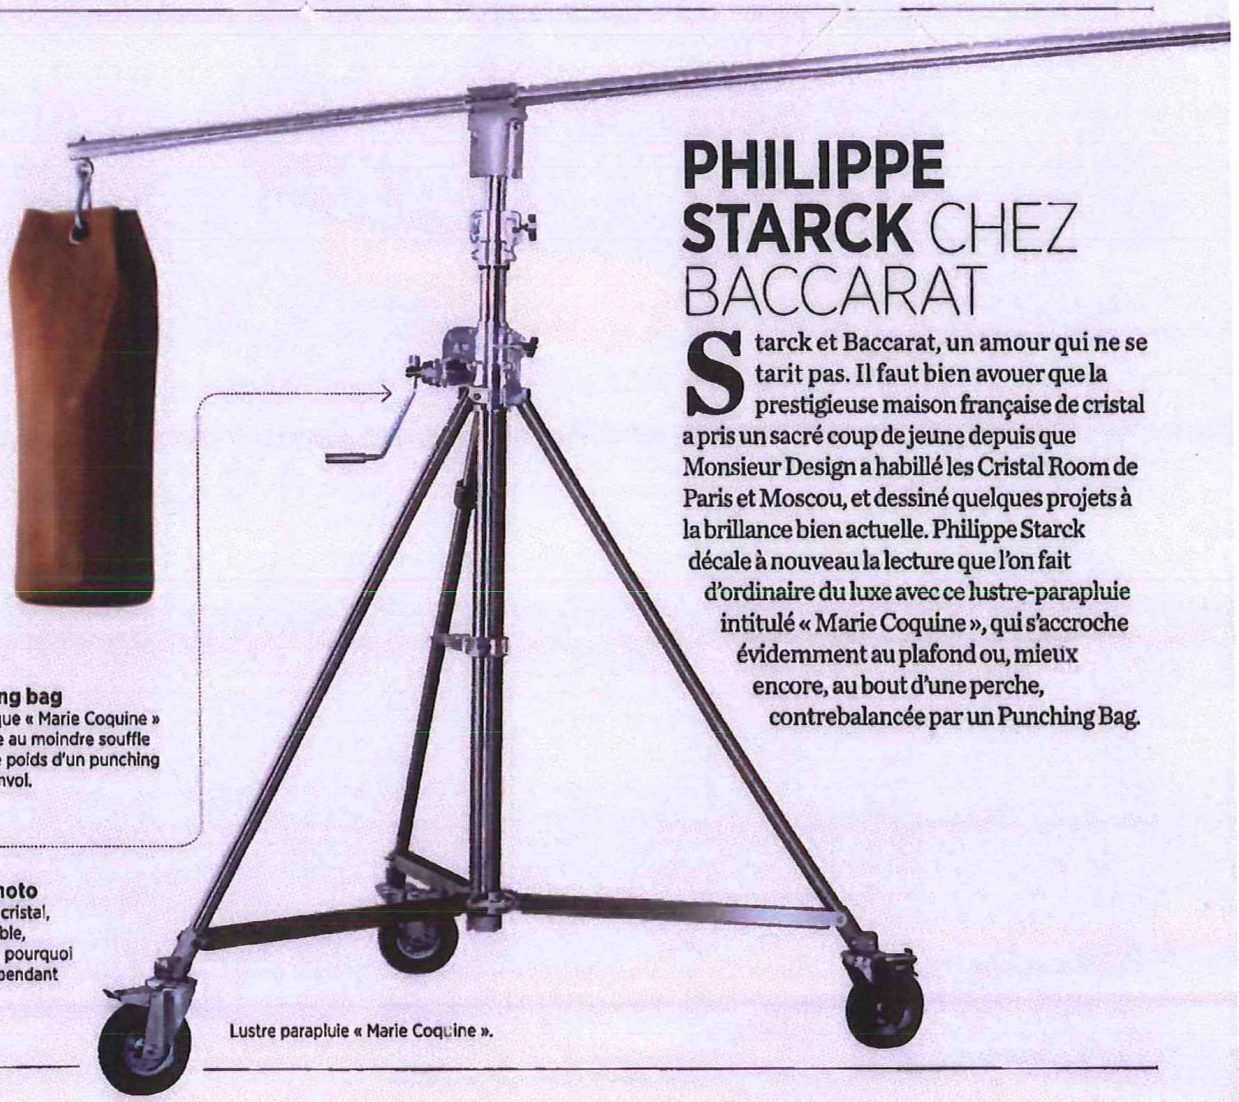 PHILIPPE
STARCK CHEZ
BACCARAT
Starck et Baccarat, un amour qui ne se
tarit pas. Il faut bien avouer que la
prestigieuse maison française de cristal
a pris un sacré coup de jeune depuis que
Monsieur Design a habillé les Cristal Room de
Paris et Moscou, et dessiné quelques projets à
la brillance bien actuelle. Philippe Starck
décale à nouveau la lecture que l'on fait
d'ordinaire du luxe avec ce lustre-parapluie
intitulé « Marie Coquine », qui s'accroche
évidemment au plafond ou, mieux
encore, au bout d'une perche,
contrebalancée par un Punching Bag.
ng bag
que « Marie Coquine »
e au moindre souffle
poids d'un punching
nvol.
hoto
cristal,
ble,
pourquoi
pendant
Lustre parapluie « Marie Coquine ».